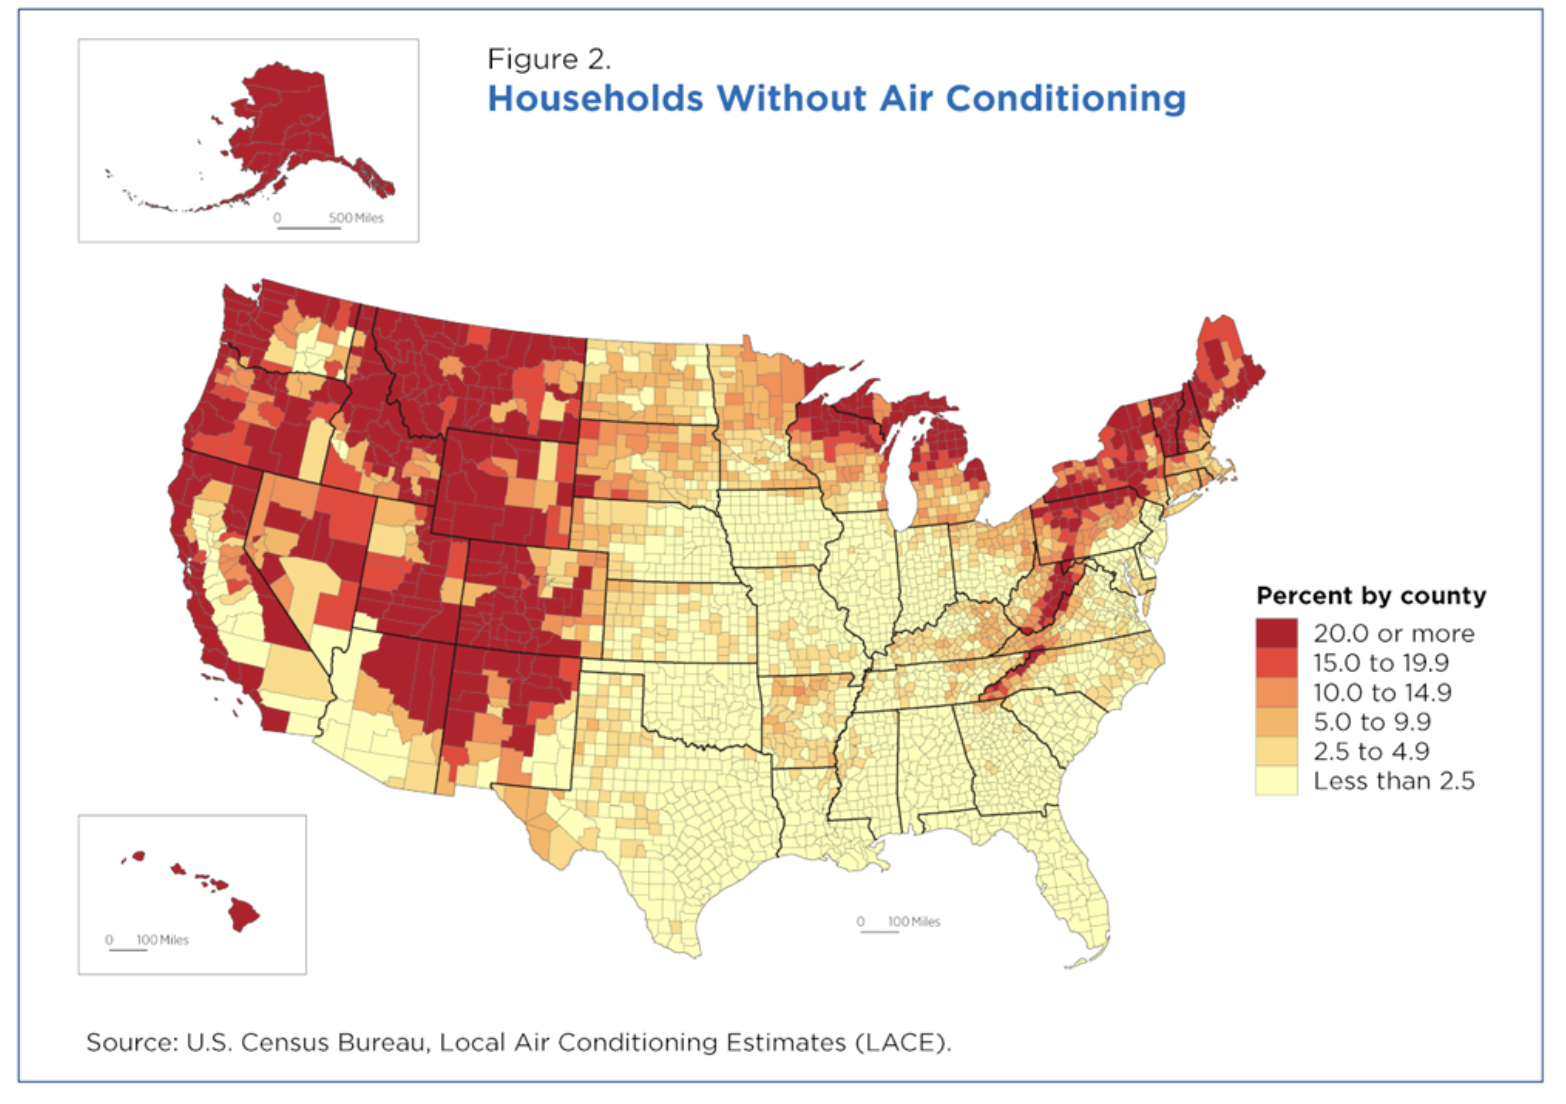 Figure 2.
Households Without Air Conditioning
0 500 Miles
Percent by county
20.0 or more
15.0 to 19.9
10.0 to 14.9
5.0 to 9.9
2.5 to 4.9
Less than 2.5
0 100 Miles
0 100 Miles
Source: U.S. Census Bureau, Local Air Conditioning Estimates (LACE).